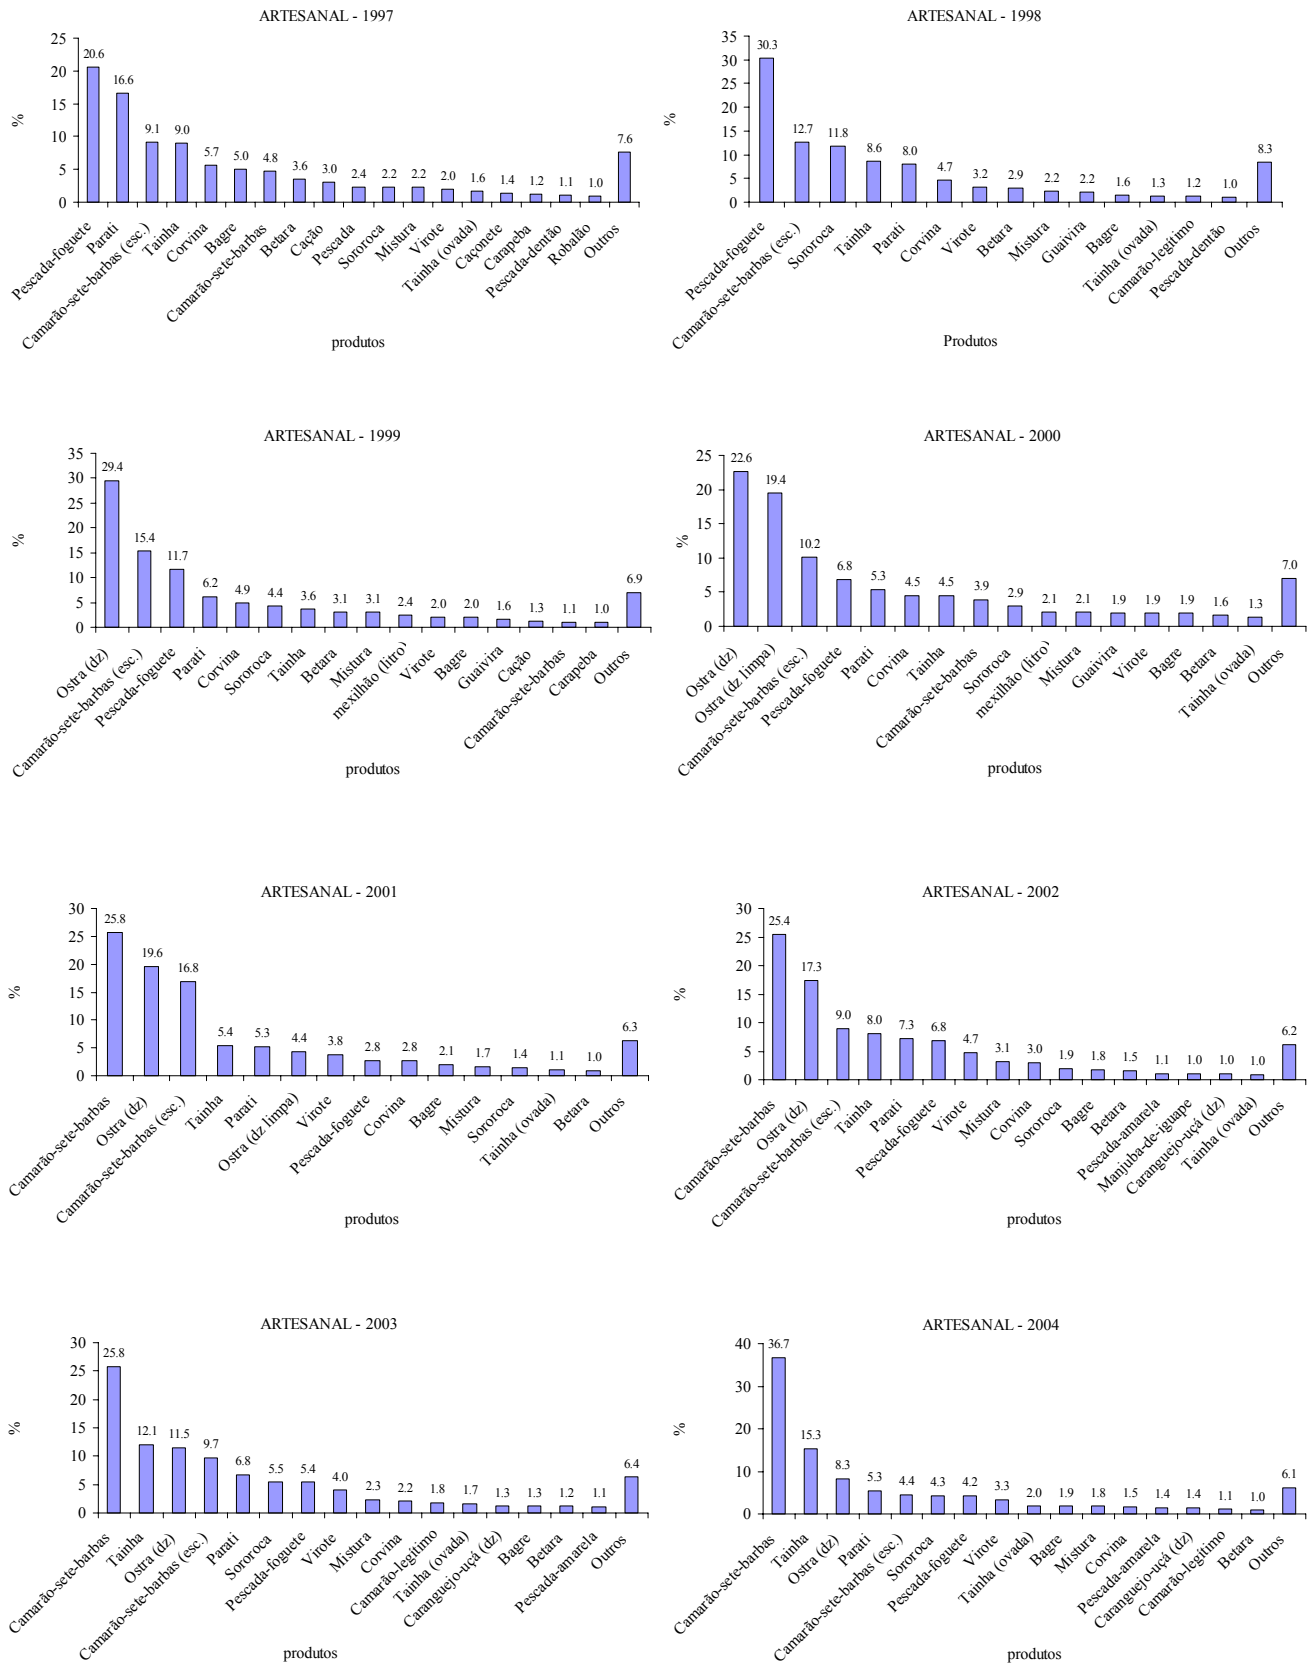 ARTESANAL - 1997
25
20
15
10
5
0
%
20.6 16.6 9.1 9.0 5.7 5.0 4.8 3.6 3.0 2.4 2.2 2.2 2.0 1.6 1.4 1.2 1.1 1.0 7.6
Pescada-foguete
Parati
Camarão-sete-barbas (esc.)
Tainha
Corvina
Bagre
Camarão-sete-barbas
Betara
Cação
Pescada
Sororoca
Mistura
Virote
Tainha (ovada)
Caçonete
Carapeba
Pescada-dentão
Robalão
Outros
produtos
ARTESANAL - 1998
35
30
25
20
15
10
5
0
%
30.3 12.7 11.8 8.6 8.0 4.7 3.2 2.9 2.2 2.2 1.6 1.3 1.2 1.0 8.3
Pescada-foguete
Camarão-sete-barbas (esc.)
Sororoca
Tainha
Parati
Corvina
Virote
Betara
Mistura
Guaivira
Bagre
Tainha (ovada)
Camarão-legítimo
Pescada-dentão
Outros
Produtos
ARTESANAL - 1999
35
30
25
20
15
10
5
0
%
29.4 15.4 11.7 6.2 4.9 4.4 3.6 3.1 3.1 2.4 2.0 2.0 1.6 1.3 1.1 1.0 6.9
Ostra (dz)
Camarão-sete-barbas (esc.)
Pescada-foguete
Parati
Corvina
Sororoca
Tainha
Betara
Mistura
mexilhão (litro)
Virote
Bagre
Guaivira
Cação
Camarão-sete-barbas
Carapeba
Outros
produtos
ARTESANAL - 2000
25
20
15
10
5
0
%
22.6 19.4 10.2 6.8 5.3 4.5 4.5 3.9 2.9 2.1 2.1 1.9 1.9 1.9 1.6 1.3 7.0
Ostra (dz)
Ostra (dz limpa)
Camarão-sete-barbas (esc.)
Pescada-foguete
Parati
Corvina
Tainha
Camarão-sete-barbas
Sororoca
mexilhão (litro)
Mistura
Guaivira
Virote
Bagre
Betara
Tainha (ovada)
Outros
produtos
ARTESANAL - 2001
30
25
20
15
10
5
0
%
25.8 19.6 16.8 5.4 5.3 4.4 3.8 2.8 2.8 2.1 1.7 1.4 1.1 1.0 6.3
Camarão-sete-barbas
Ostra (dz)
Camarão-sete-barbas (esc.)
Tainha
Parati
Ostra (dz limpa)
Virote
Pescada-foguete
Corvina
Bagre
Mistura
Sororoca
Tainha (ovada)
Betara
Outros
produtos
ARTESANAL - 2002
30
25
20
15
10
5
0
%
25.4 17.3 9.0 8.0 7.3 6.8 4.7 3.1 3.0 1.9 1.8 1.5 1.1 1.0 1.0 1.0 6.2
Camarão-sete-barbas
Ostra (dz)
Camarão-sete-barbas (esc.)
Tainha
Parati
Pescada-foguete
Virote
Mistura
Corvina
Sororoca
Bagre
Betara
Pescada-amarela
Manjuba-de-iguape
Caranguejo-uçá (dz)
Tainha (ovada)
Outros
produtos
ARTESANAL - 2003
30
25
20
15
10
5
0
%
25.8 12.1 11.5 9.7 6.8 5.5 5.4 4.0 2.3 2.2 1.8 1.7 1.3 1.3 1.2 1.1 6.4
Camarão-sete-barbas
Tainha
Ostra (dz)
Camarão-sete-barbas (esc.)
Parati
Sororoca
Pescada-foguete
Virote
Mistura
Corvina
Camarão-legítimo
Tainha (ovada)
Caranguejo-uçá (dz)
Bagre
Betara
Pescada-amarela
Outros
produtos
ARTESANAL - 2004
40
30
20
10
0
%
36.7 15.3 8.3 5.3 4.4 4.3 4.2 3.3 2.0 1.9 1.8 1.5 1.4 1.4 1.1 1.0 6.1
Camarão-sete-barbas
Tainha
Ostra (dz)
Parati
Camarão-sete-barbas (esc.)
Sororoca
Pescada-foguete
Virote
Tainha (ovada)
Bagre
Mistura
Corvina
Pescada-amarela
Caranguejo-uçá (dz)
Camarão-legítimo
Betara
Outros
produtos